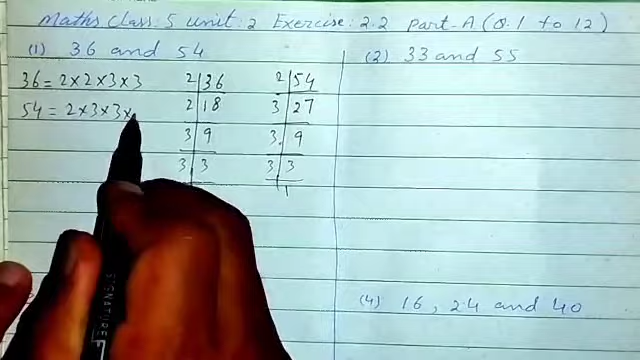 Maths Class: 5 unit: 2 Exercise: 2.2 part-A (Q.1 to 12)
(1) 36 and 54
36 = 2×2×3×3
54 = 2×3×3×
2 | 36
2 | 18
3 | 9
3 | 3
2 | 54
3 | 27
3 | 9
3 | 3
1
(2) 33 and 55
(4) 16, 24 and 40
SIGNATURE